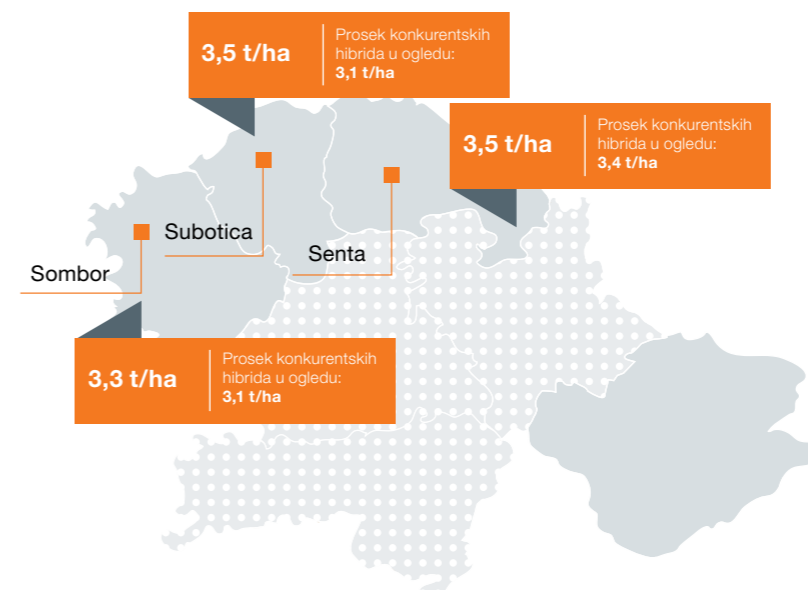 3,5 t/ha
Prosek konkurentskih
hibrida u ogledu:
3,1 t/ha
3,5 t/ha
Prosek konkurentskih
hibrida u ogledu:
3,4 t/ha
Subotica
Senta
Sombor
3,3 t/ha
Prosek konkurentskih
hibrida u ogledu:
3,1 t/ha